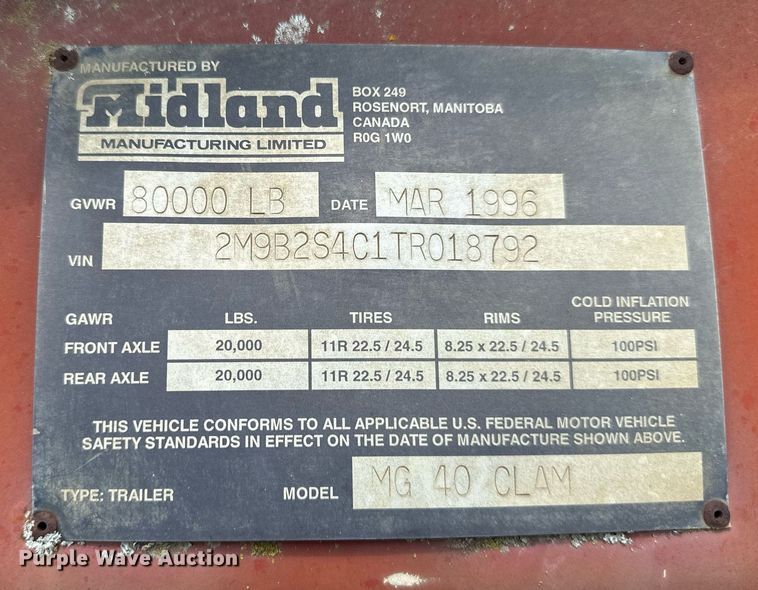 MANUFACTURED BY
Midland
MANUFACTURING LIMITED
BOX 249
ROSENORT, MANITOBA
CANADA
R0G 1W0
GVWR 80000 LB DATE MAR 1996
VIN 2M9B2S4C1TR018792
COLD INFLATION
GAWR LBS. TIRES RIMS PRESSURE
FRONT AXLE 20,000 11R 22.5 / 24.5 8.25 x 22.5 / 24.5 100PSI
REAR AXLE 20,000 11R 22.5 / 24.5 8.25 x 22.5 / 24.5 100PSI
THIS VEHICLE CONFORMS TO ALL APPLICABLE U.S. FEDERAL MOTOR VEHICLE
SAFETY STANDARDS IN EFFECT ON THE DATE OF MANUFACTURE SHOWN ABOVE.
TYPE: TRAILER MODEL MG 40 CLAM
Purple Wave Auction